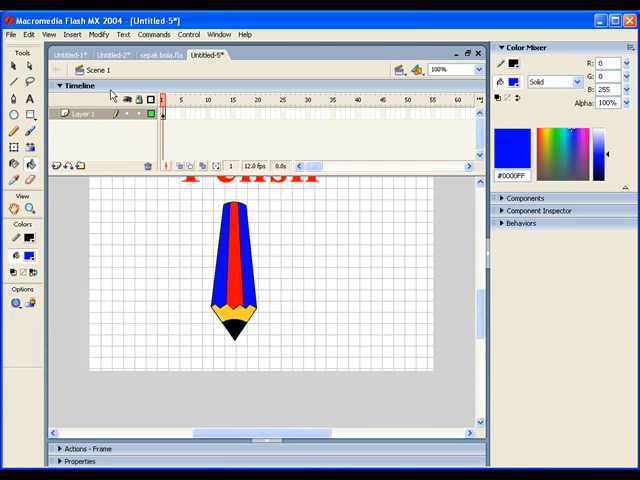 Macromedia Flash MX 2004 - [Untitled-5*]
File Edit View Insert Modify Text Commands Control Window Help
Tools
Untitled-1* Untitled-2* sepak bola.fla Untitled-5*
Scene 1
100%
Timeline
1 5 10 15 20 25 30 35 40 45 50 55 60
Layer 1
1 12.0 fps 0.0s
View
Colors
Options
Color Mixer
R: 0
Solid
G: 0
B: 255
Alpha: 100%
#0000FF
Components
Component Inspector
Behaviors
Actions - Frame
Properties